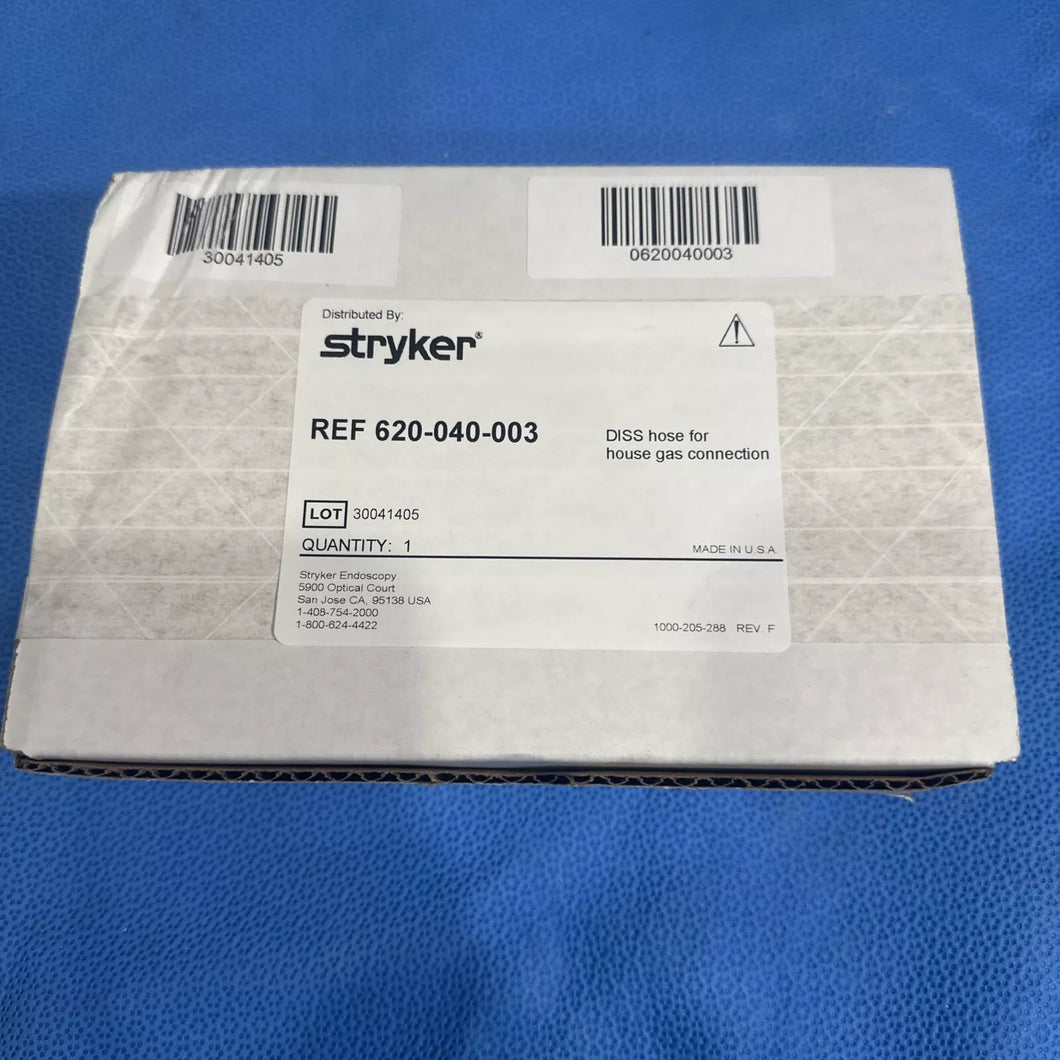 30041405
0620040003
Distributed By:
stryker®
REF 620-040-003
DISS hose for
house gas connection
LOT 30041405
QUANTITY: 1
MADE IN U.S.A.
Stryker Endoscopy
5900 Optical Court
San Jose CA, 95138 USA
1-408-754-2000
1-800-624-4422
1000-205-288 REV. F